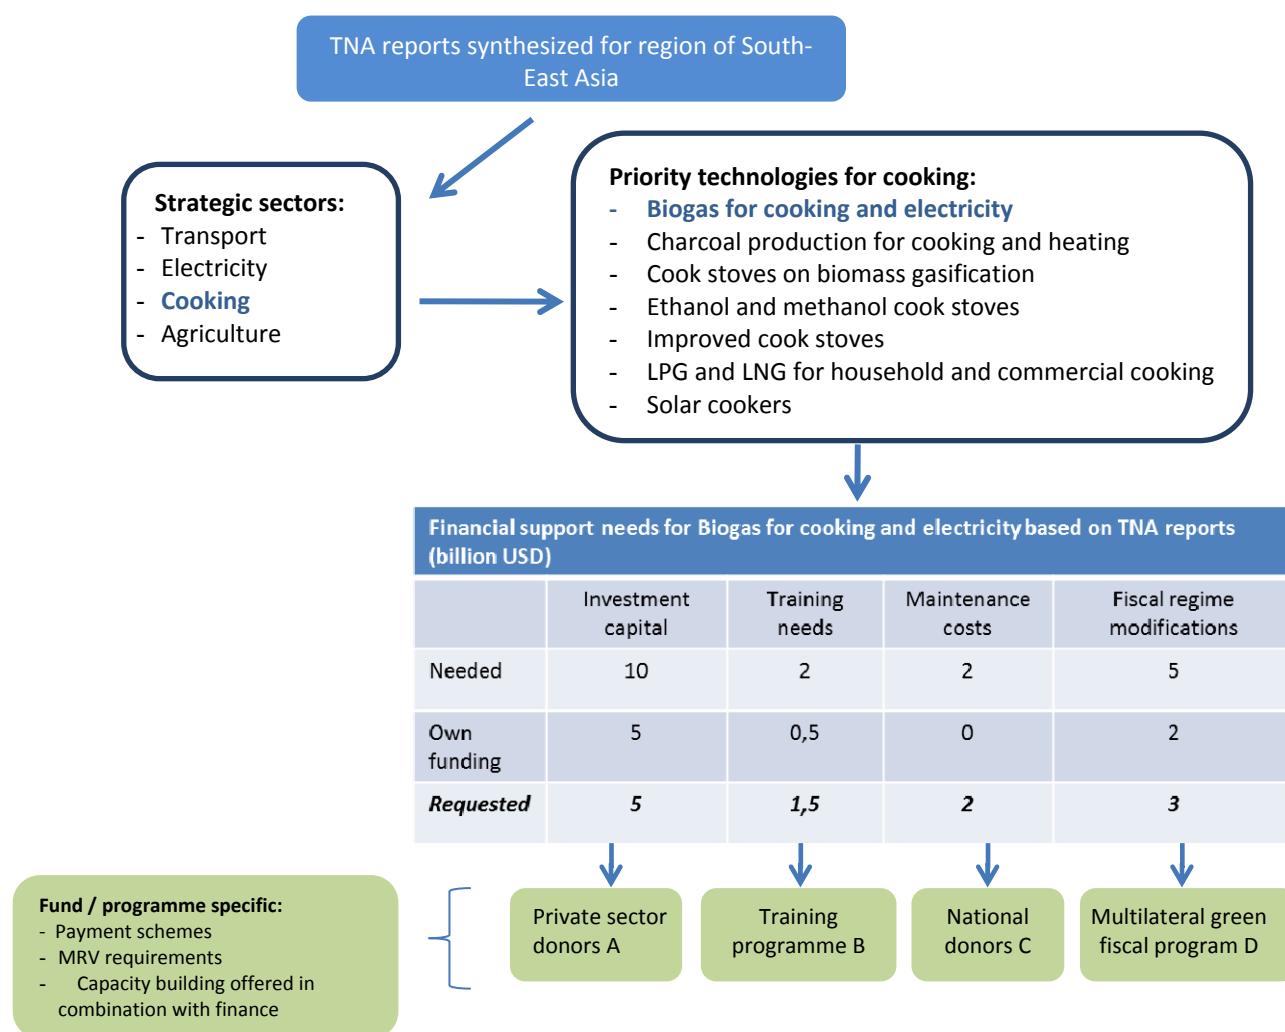 TNA reports synthesized for region of South-
East Asia
Strategic sectors:
- Transport
- Electricity
- Cooking
- Agriculture
Priority technologies for cooking:
- Biogas for cooking and electricity
- Charcoal production for cooking and heating
- Cook stoves on biomass gasification
- Ethanol and methanol cook stoves
- Improved cook stoves
- LPG and LNG for household and commercial cooking
- Solar cookers
Financial support needs for Biogas for cooking and electricity based on TNA reports
(billion USD)
Investment capital Training needs Maintenance costs Fiscal regime modifications
Needed 10 2 2 5
Own funding 5 0,5 0 2
Requested 5 1,5 2 3
Fund / programme specific:
- Payment schemes
- MRV requirements
- Capacity building offered in
combination with finance
Private sector
donors A
Training
programme B
National
donors C
Multilateral green
fiscal program D